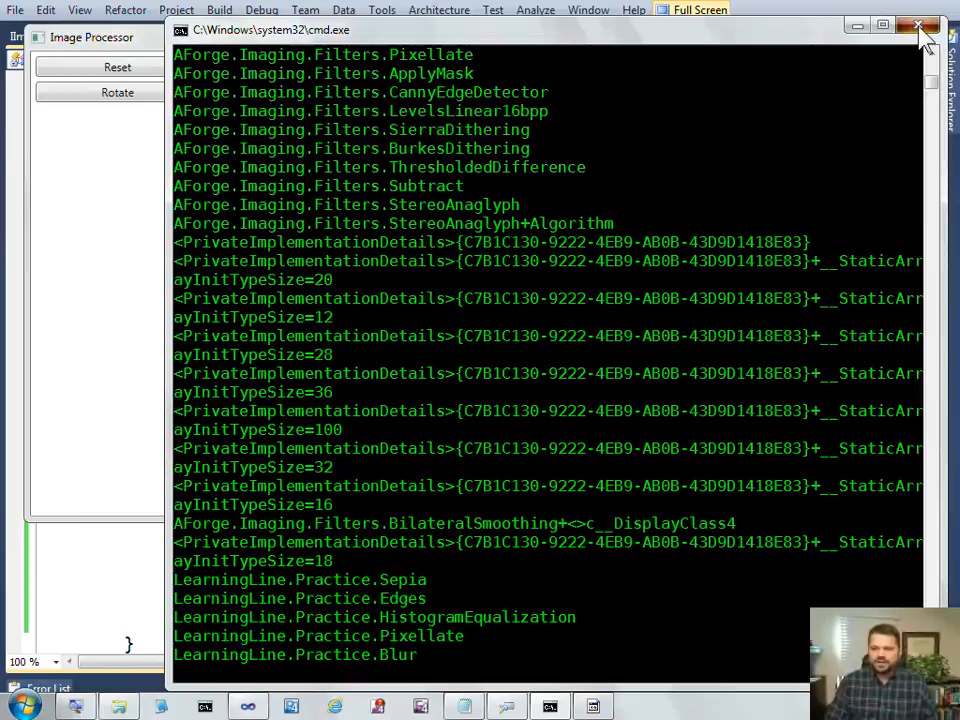 File Edit View Refactor Project Build Debug Team Data Tools Architecture Test Analyze Window Help Full Screen
Image Processor
C:\Windows\system32\cmd.exe
Reset
Rotate
Solution Explorer
AForge.Imaging.Filters.Pixellate
AForge.Imaging.Filters.ApplyMask
AForge.Imaging.Filters.CannyEdgeDetector
AForge.Imaging.Filters.LevelsLinear16bpp
AForge.Imaging.Filters.SierraDithering
AForge.Imaging.Filters.BurkesDithering
AForge.Imaging.Filters.ThresholdedDifference
AForge.Imaging.Filters.Subtract
AForge.Imaging.Filters.StereoAnaglyph
AForge.Imaging.Filters.StereoAnaglyph+Algorithm
<PrivateImplementationDetails>{C7B1C130-9222-4EB9-AB0B-43D9D1418E83}
<PrivateImplementationDetails>{C7B1C130-9222-4EB9-AB0B-43D9D1418E83}+__StaticArr
ayInitTypeSize=20
<PrivateImplementationDetails>{C7B1C130-9222-4EB9-AB0B-43D9D1418E83}+__StaticArr
ayInitTypeSize=12
<PrivateImplementationDetails>{C7B1C130-9222-4EB9-AB0B-43D9D1418E83}+__StaticArr
ayInitTypeSize=28
<PrivateImplementationDetails>{C7B1C130-9222-4EB9-AB0B-43D9D1418E83}+__StaticArr
ayInitTypeSize=36
<PrivateImplementationDetails>{C7B1C130-9222-4EB9-AB0B-43D9D1418E83}+__StaticArr
ayInitTypeSize=100
<PrivateImplementationDetails>{C7B1C130-9222-4EB9-AB0B-43D9D1418E83}+__StaticArr
ayInitTypeSize=32
<PrivateImplementationDetails>{C7B1C130-9222-4EB9-AB0B-43D9D1418E83}+__StaticArr
ayInitTypeSize=16
AForge.Imaging.Filters.BilateralSmoothing+<>c__DisplayClass4
<PrivateImplementationDetails>{C7B1C130-9222-4EB9-AB0B-43D9D1418E83}+__StaticArr
ayInitTypeSize=18
LearningLine.Practice.Sepia
LearningLine.Practice.Edges
LearningLine.Practice.HistogramEqualization
LearningLine.Practice.Pixellate
LearningLine.Practice.Blur
}
100 %
Error List